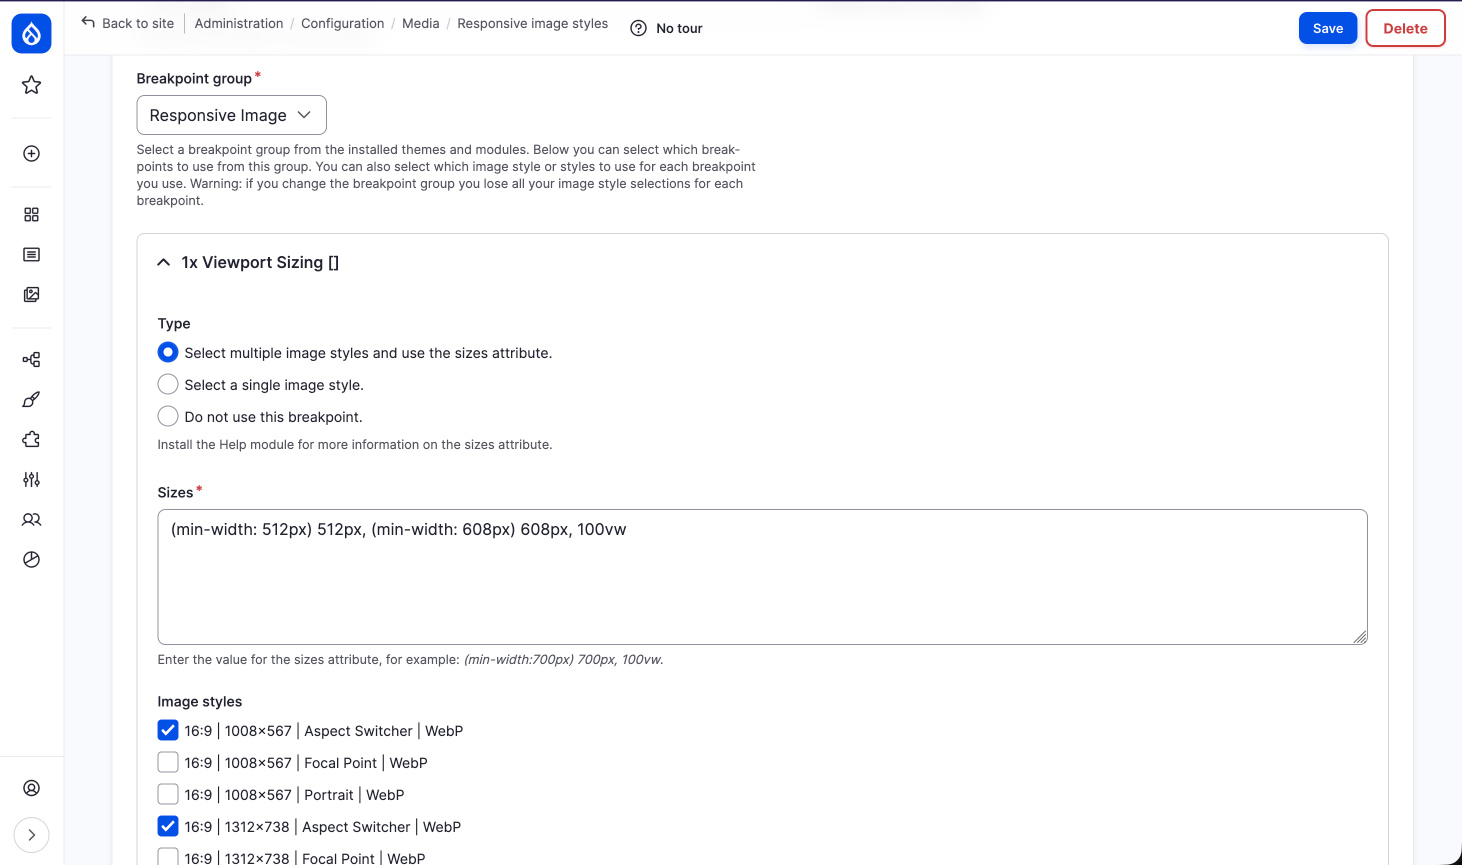 Back to site
Administration / Configuration / Media / Responsive image styles
No tour
Save
Delete
Breakpoint group*
Responsive Image
Select a breakpoint group from the installed themes and modules. Below you can select which break-
points to use from this group. You can also select which image style or styles to use for each breakpoint
you use. Warning: if you change the breakpoint group you lose all your image style selections for each
breakpoint.
1x Viewport Sizing []
Type
Select multiple image styles and use the sizes attribute.
Select a single image style.
Do not use this breakpoint.
Install the Help module for more information on the sizes attribute.
Sizes*
(min-width: 512px) 512px, (min-width: 608px) 608px, 100vw
Enter the value for the sizes attribute, for example: (min-width:700px) 700px, 100vw.
Image styles
16:9 | 1008×567 | Aspect Switcher | WebP
16:9 | 1008×567 | Focal Point | WebP
16:9 | 1008×567 | Portrait | WebP
16:9 | 1312×738 | Aspect Switcher | WebP
16:9 | 1312×738 | Focal Point | WebP